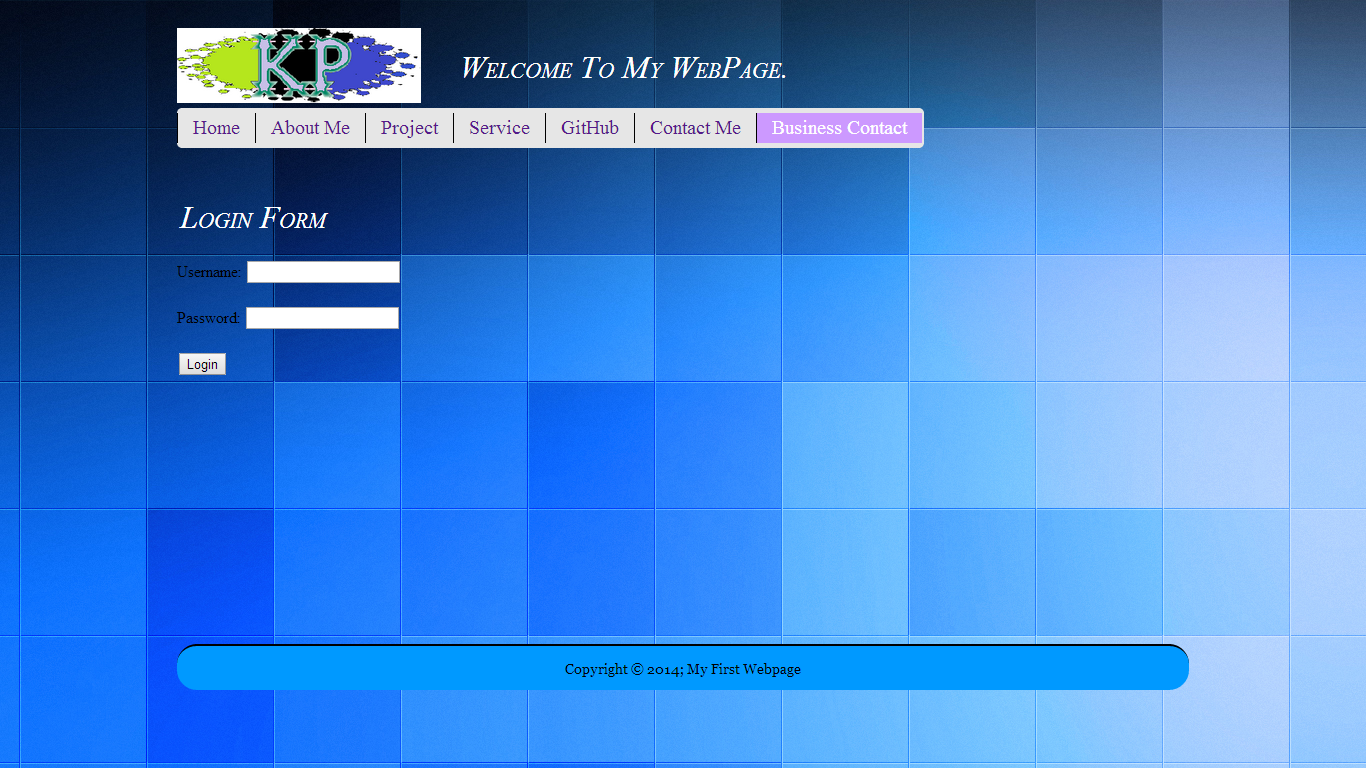 KP
Welcome To My WebPage.
Home About Me Project Service GitHub Contact Me Business Contact
Login Form
Username:
Password:
Login
Copyright © 2014; My First Webpage